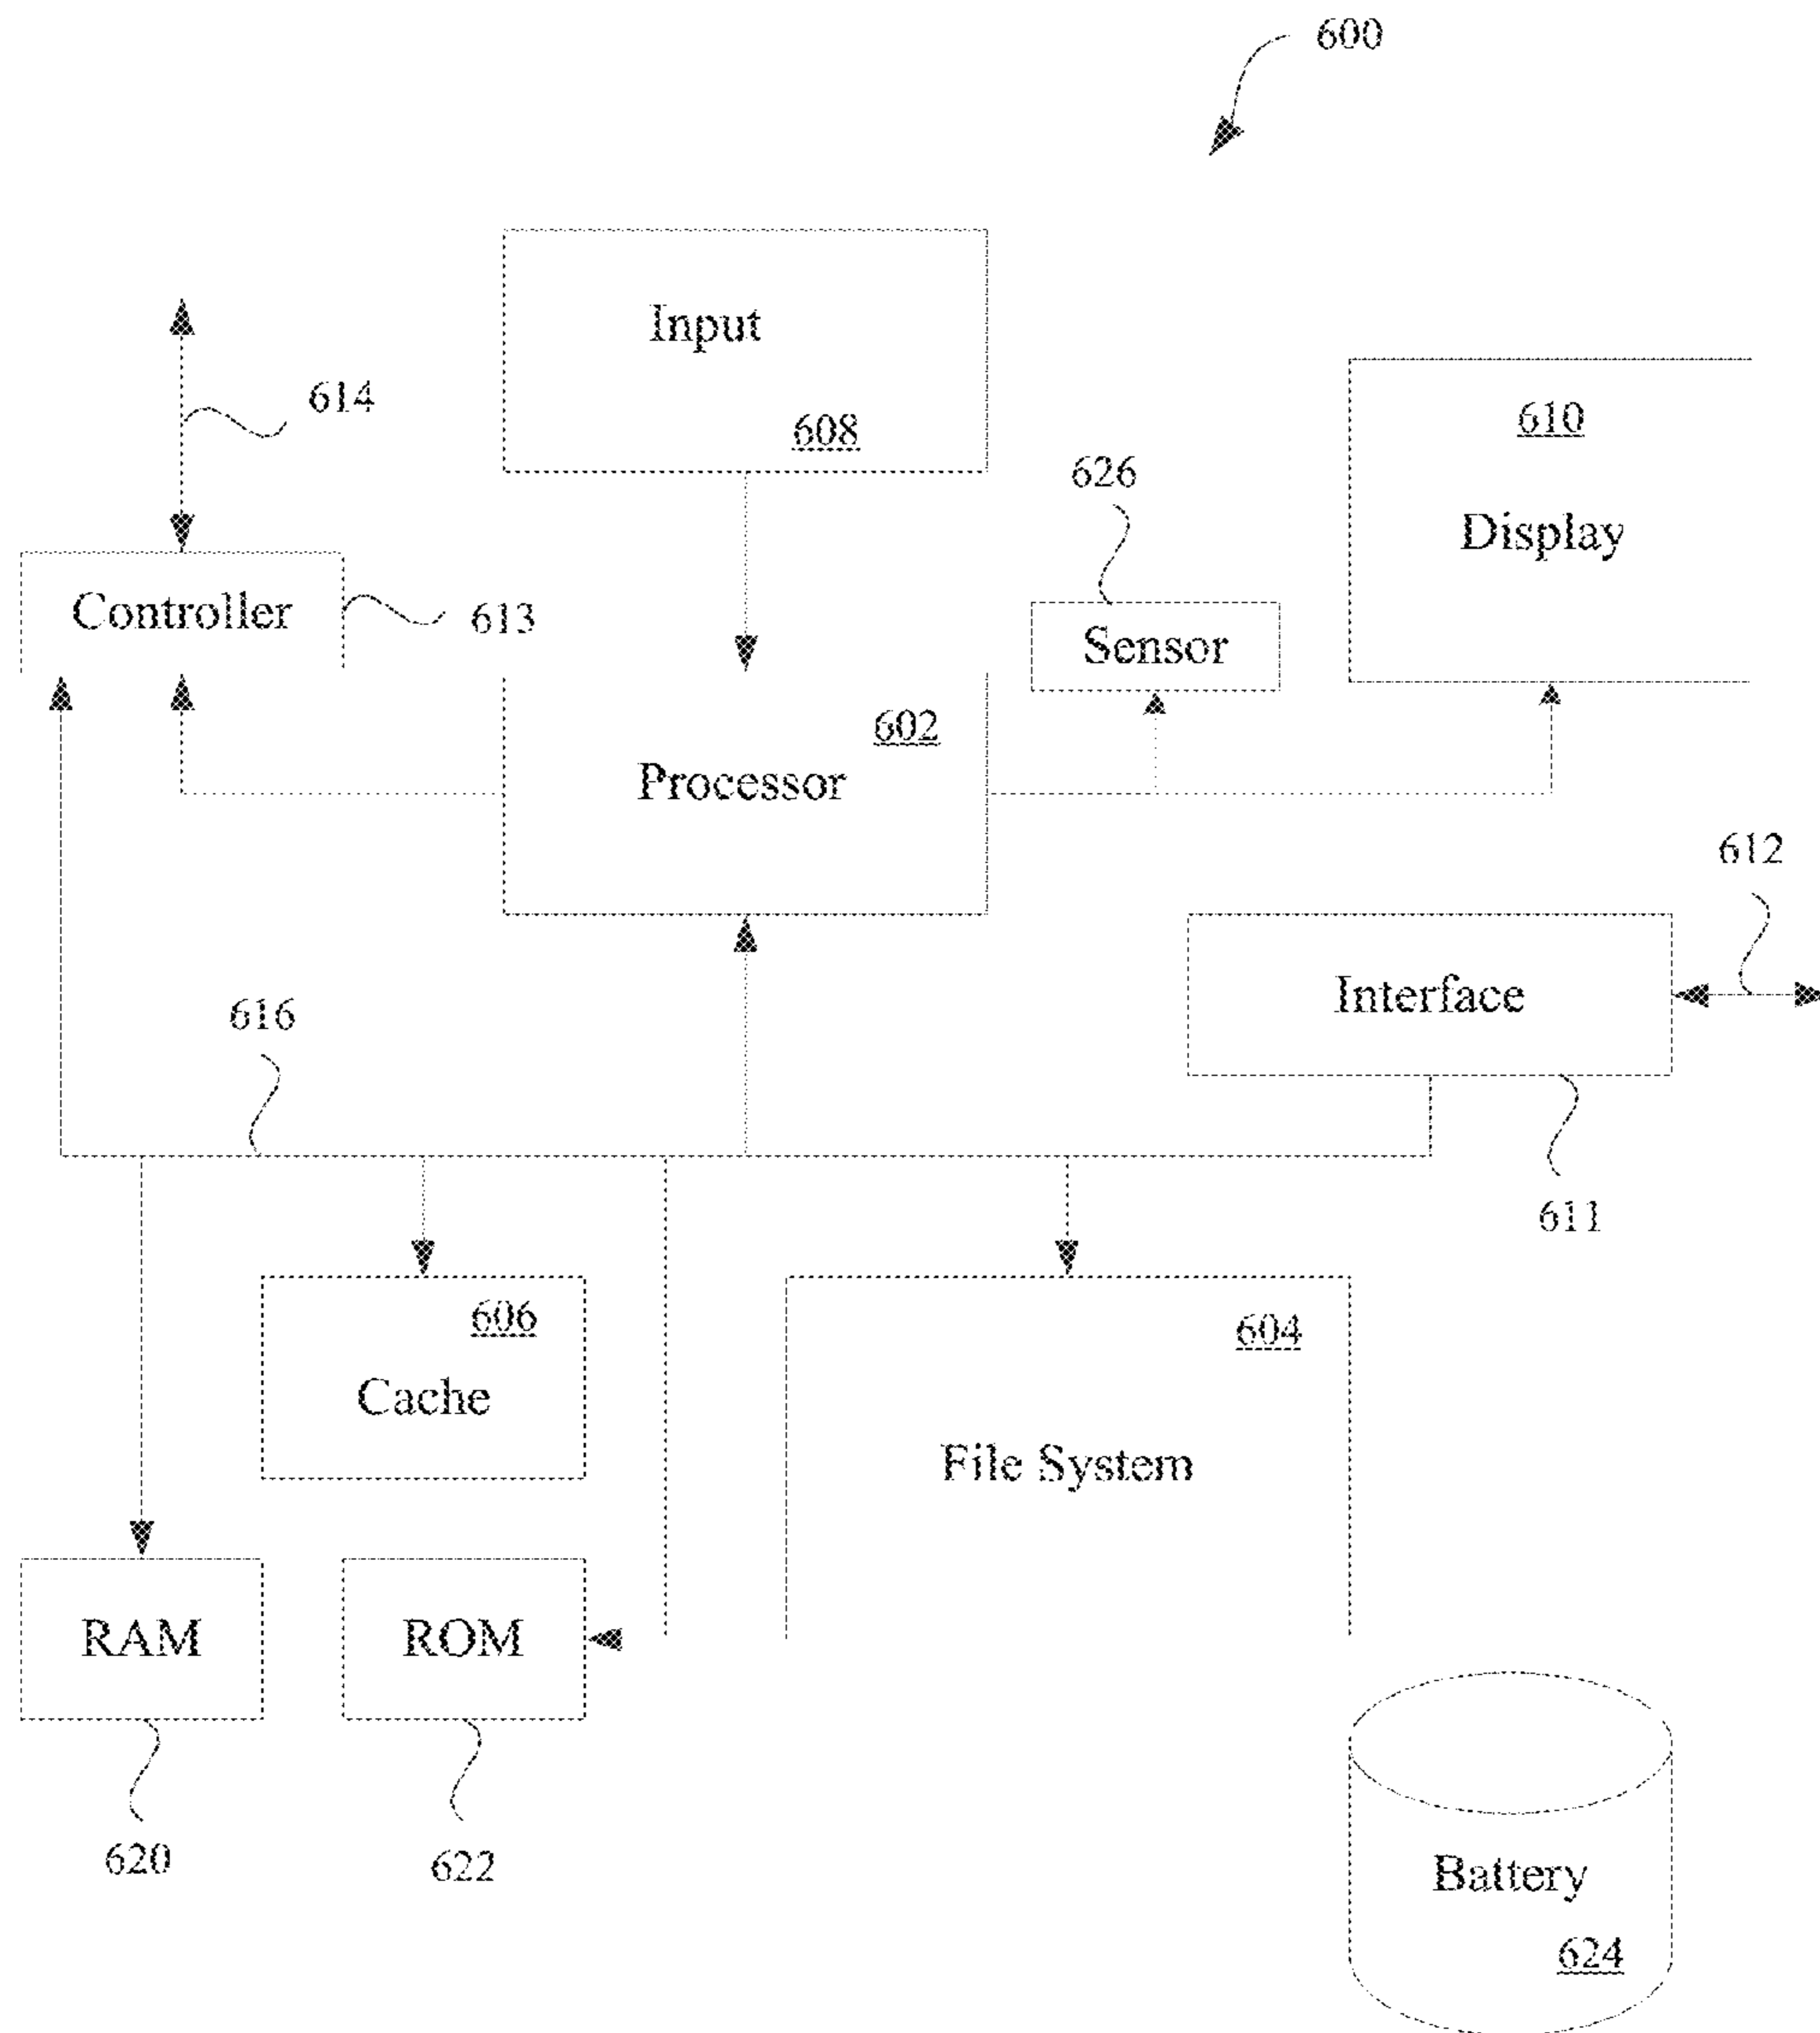 600
Input
608
614
610
Display
626
Controller
613
Sensor
602
Processor
612
Interface
616
611
606
Cache
604
File System
RAM
ROM
620
622
Battery
624